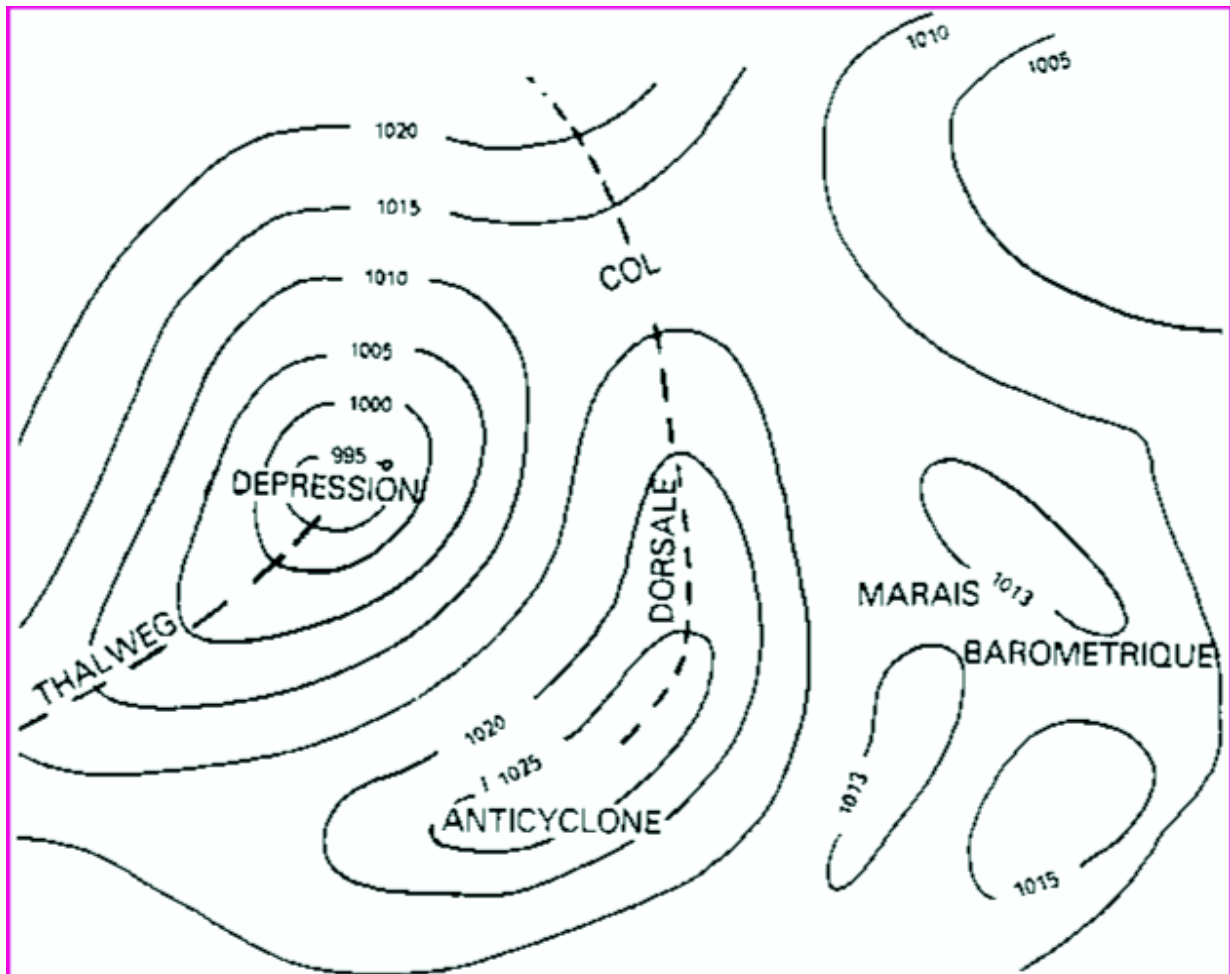 1010
1005
1020
1015
COL
1010
1005
1000
995
DEPRESSION
DORSALE
1013
MARAIS
THALWEG
BAROMETRIQUE
1020
1025
1013
ANTICYCLONE
1015